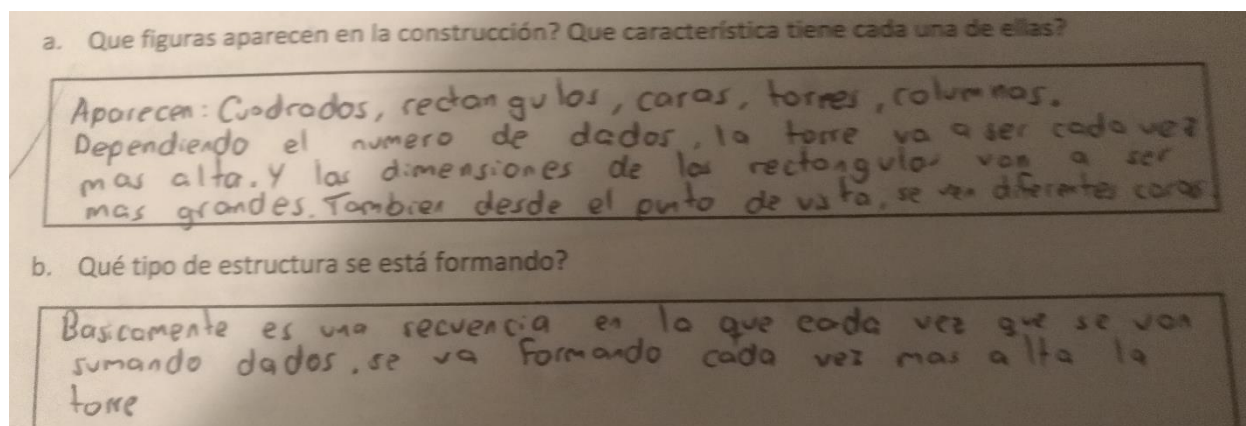 a. Que figuras aparecen en la construcción? Que característica tiene cada una de ellas?
Aparecen: Cuadrados, rectangulos, caras, torres, columnas.
Dependiendo el numero de dados, la torre va a ser cada vez
mas alta. y las dimensiones de los rectangulos van a ser
mas grandes. Tambien desde el punto de vista, se ven diferentes caras.
b. Qué tipo de estructura se está formando?
Basicamente es una secuencia en la que cada vez que se van
sumando dados, se va formando cada vez mas alta la
torre